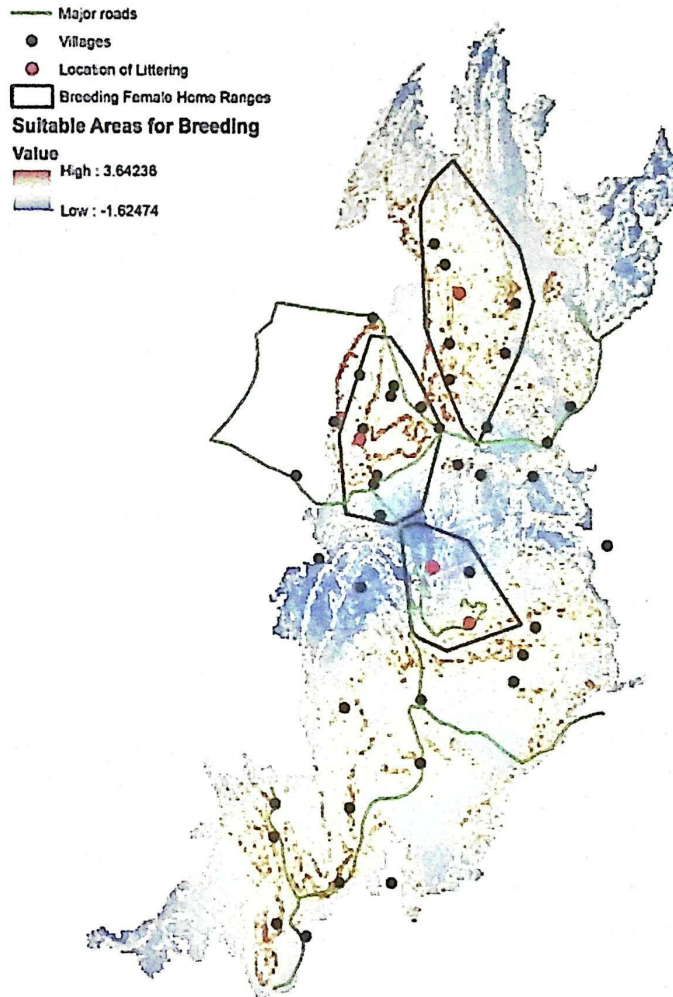 Major roads
Villages
Location of Littering
Breeding Female Home Ranges
Suitable Areas for Breeding
Value
High : 3.64236
Low : -1.62474